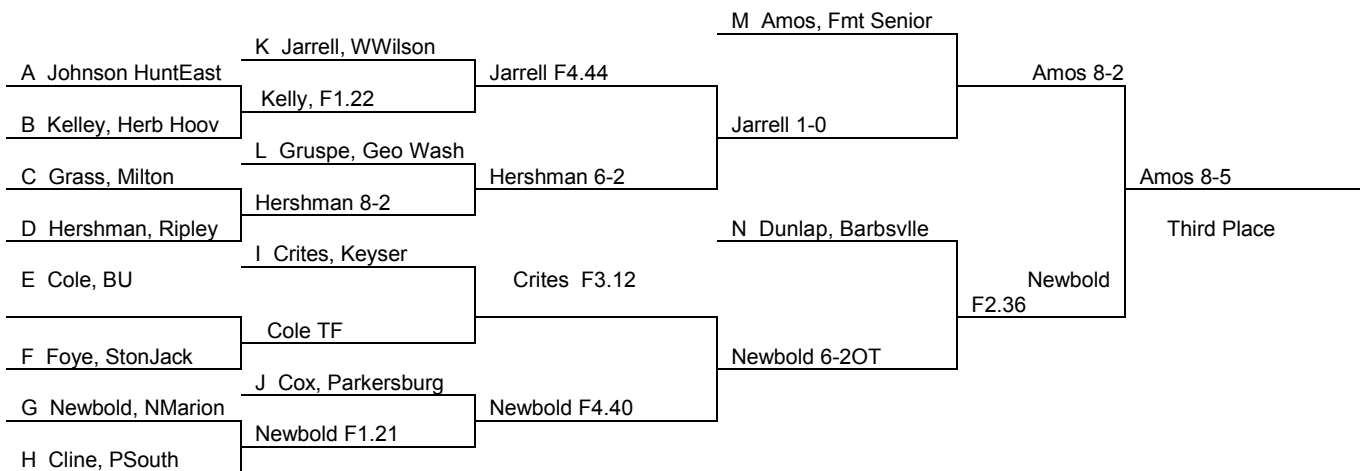 M Amos, Fmt Senior
K Jarrell, WWilson
A Johnson HuntEast
Jarrell F4.44
Amos 8-2
Kelly, F1.22
B Kelley, Herb Hoov
Jarrell 1-0
L Gruspe, Geo Wash
C Grass, Milton
Hershman 6-2
Amos 8-5
Hershman 8-2
D Hershman, Ripley
N Dunlap, Barbsvlle
Third Place
I Crites, Keyser
E Cole, BU
Crites F3.12
Newbold
F2.36
Cole TF
F Foye, StonJack
Newbold 6-2OT
J Cox, Parkersburg
G Newbold, NMarion
Newbold F4.40
Newbold F1.21
H Cline, PSouth